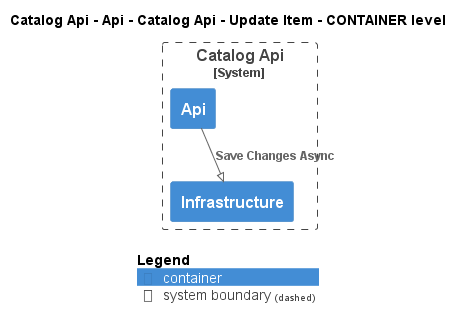 Catalog Api - Api - Catalog Api - Update Item - CONTAINER level
Catalog Api
[System]
Api
Save Changes Async
Infrastructure
Legend
container
system boundary (dashed)